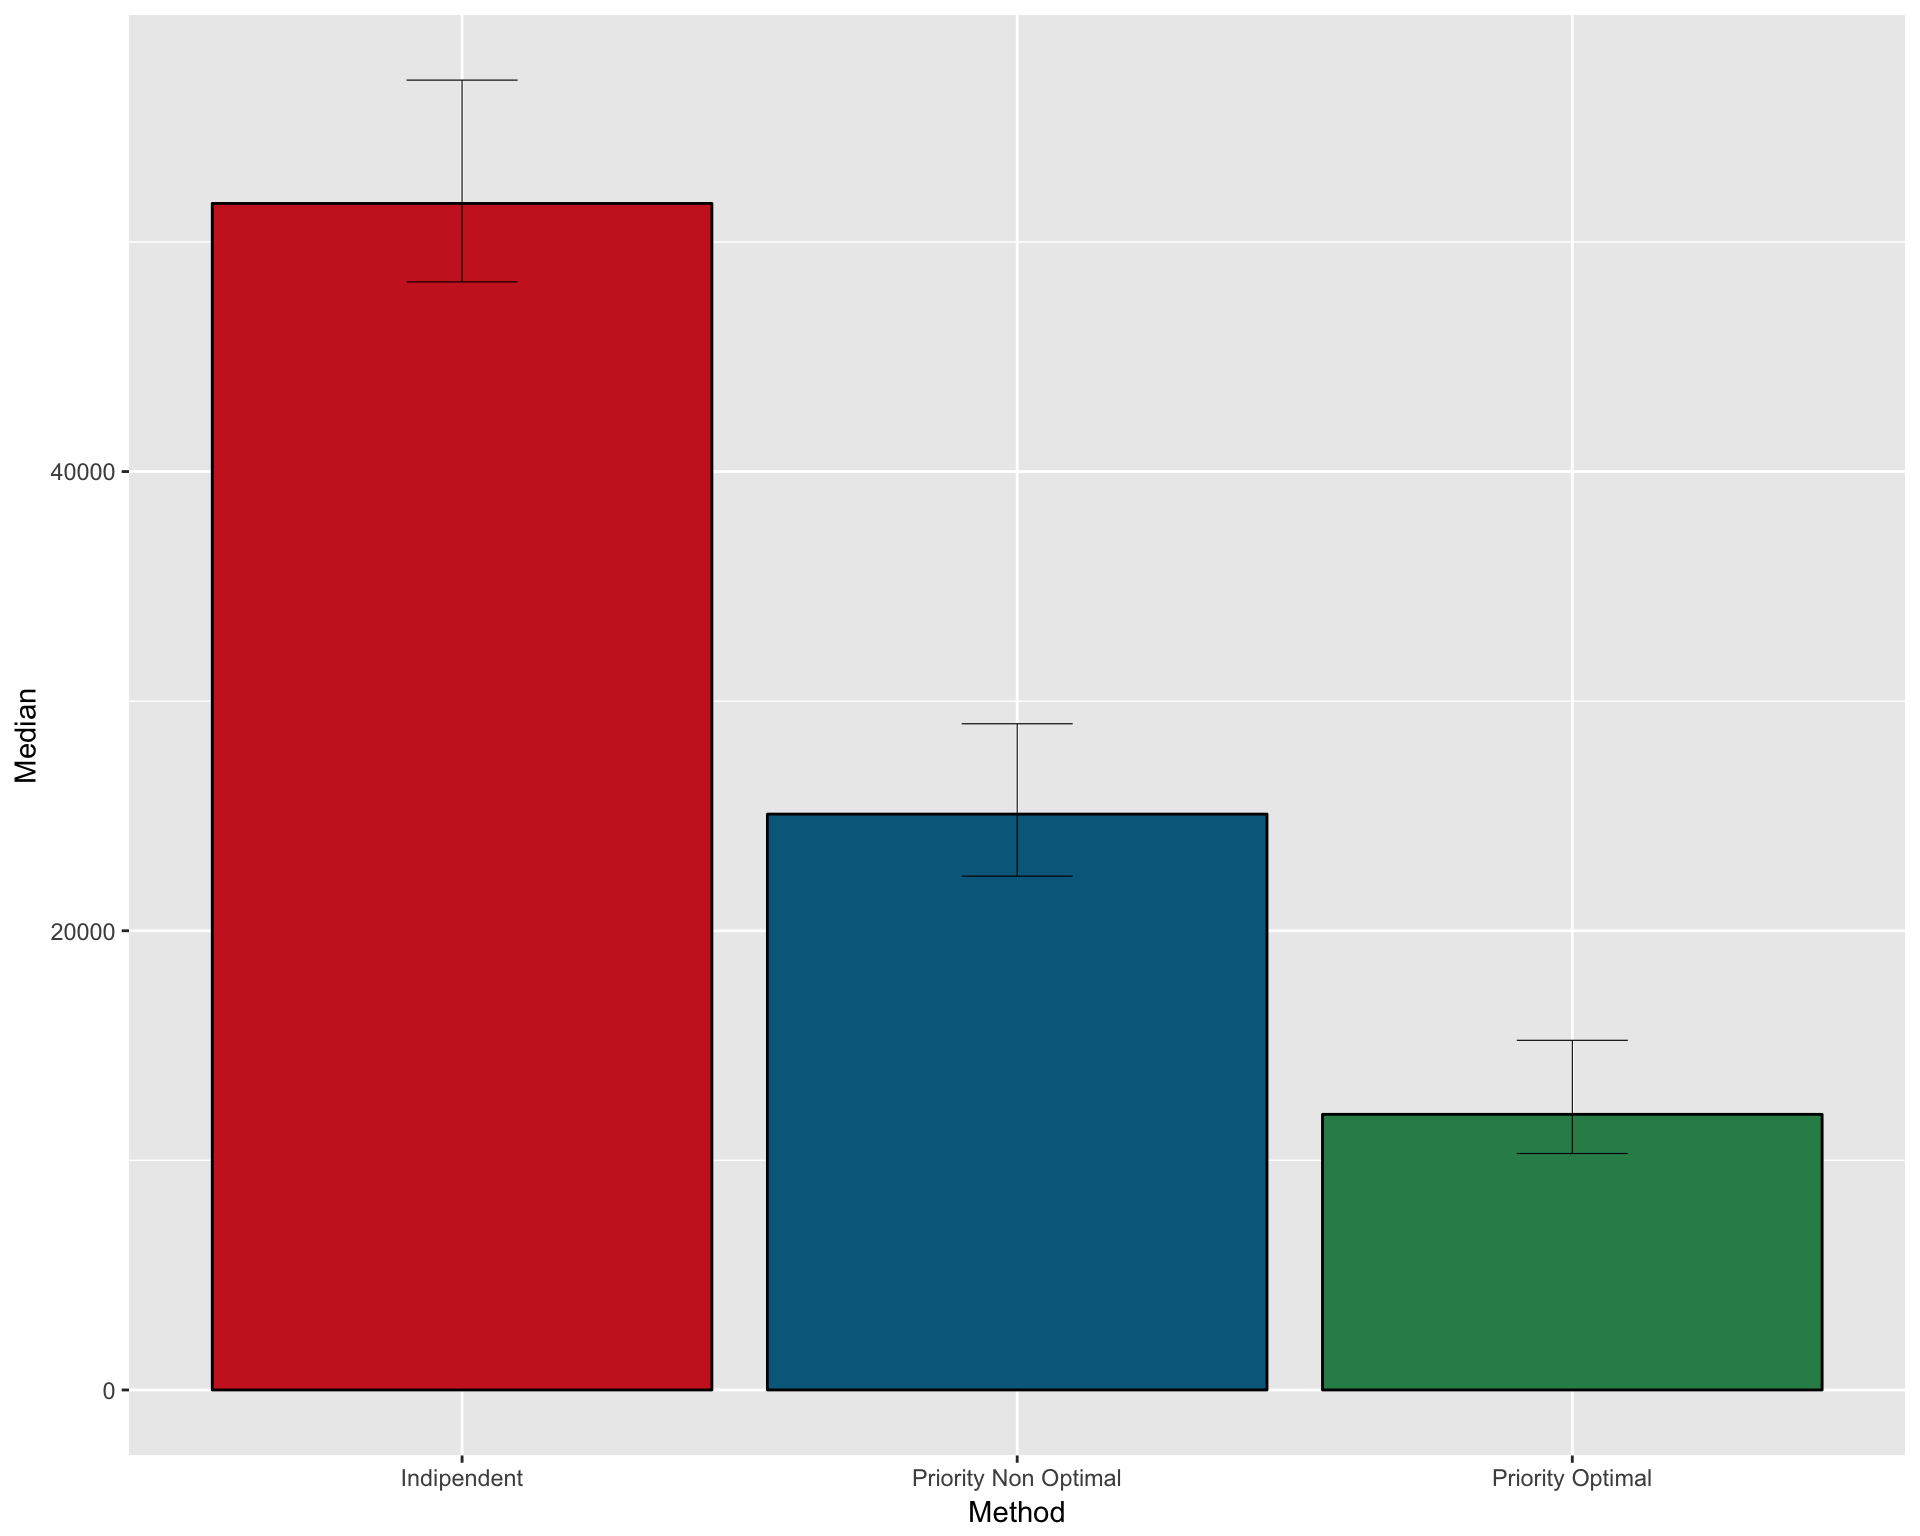 Median
40000
20000
0
Indipendent
Priority Non Optimal
Priority Optimal
Method